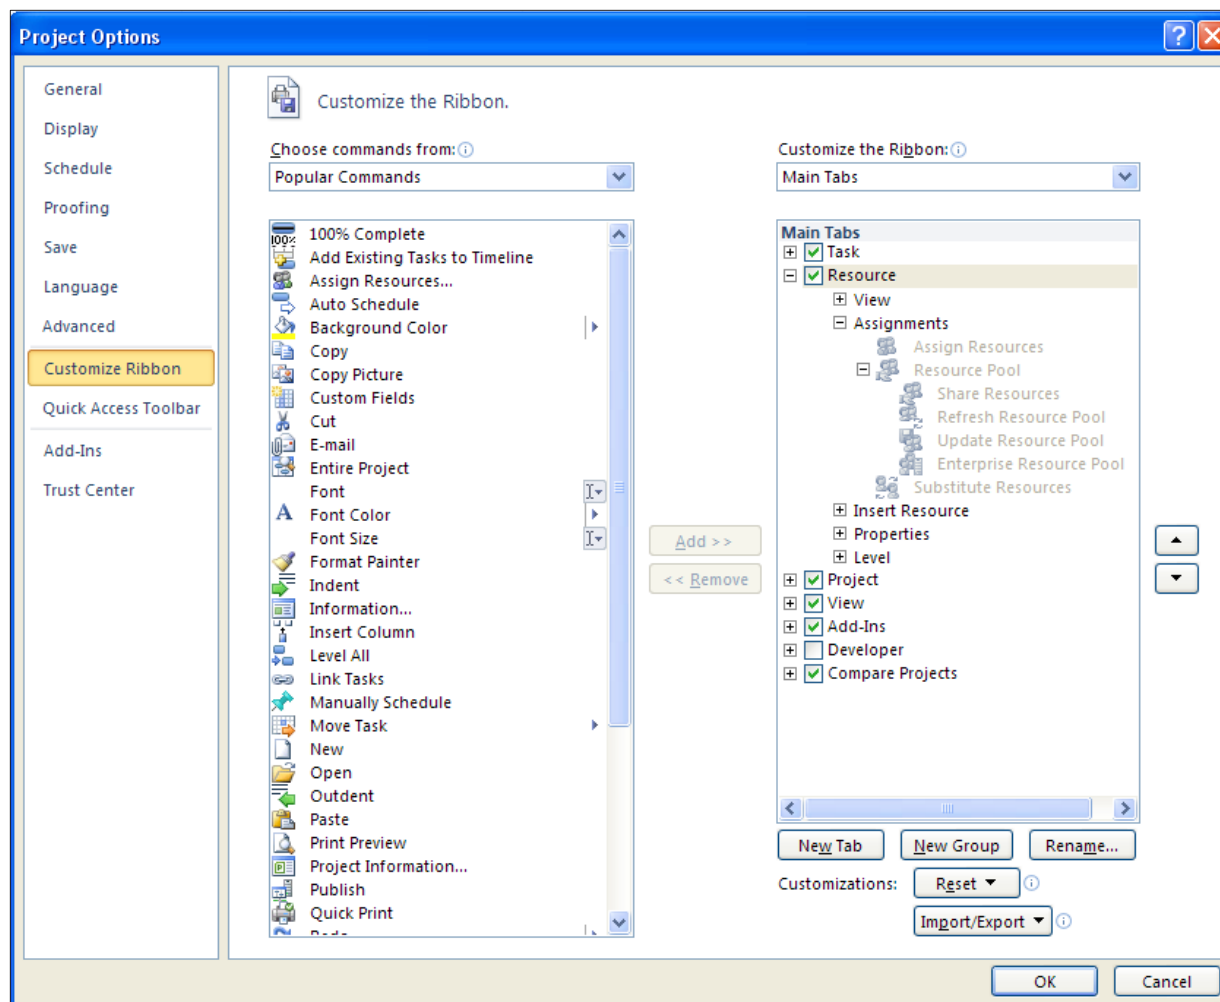 Project Options
General
Display
Schedule
Proofing
Save
Language
Advanced
Customize Ribbon
Quick Access Toolbar
Add-Ins
Trust Center
Customize the Ribbon.
Choose commands from:
Popular Commands
100% Complete
Add Existing Tasks to Timeline
Assign Resources...
Auto Schedule
Background Color
Copy
Copy Picture
Custom Fields
Cut
E-mail
Entire Project
Font
Font Color
Font Size
Format Painter
Indent
Information...
Insert Column
Level All
Link Tasks
Manually Schedule
Move Task
New
Open
Outdent
Paste
Print Preview
Project Information...
Publish
Quick Print
Redo
Add >>
<< Remove
Customize the Ribbon:
Main Tabs
Main Tabs
Task
Resource
View
Assignments
Assign Resources
Resource Pool
Share Resources
Refresh Resource Pool
Update Resource Pool
Enterprise Resource Pool
Substitute Resources
Insert Resource
Properties
Level
Project
View
Add-Ins
Developer
Compare Projects
New Tab New Group Rename...
Customizations: Reset
Import/Export
OK Cancel